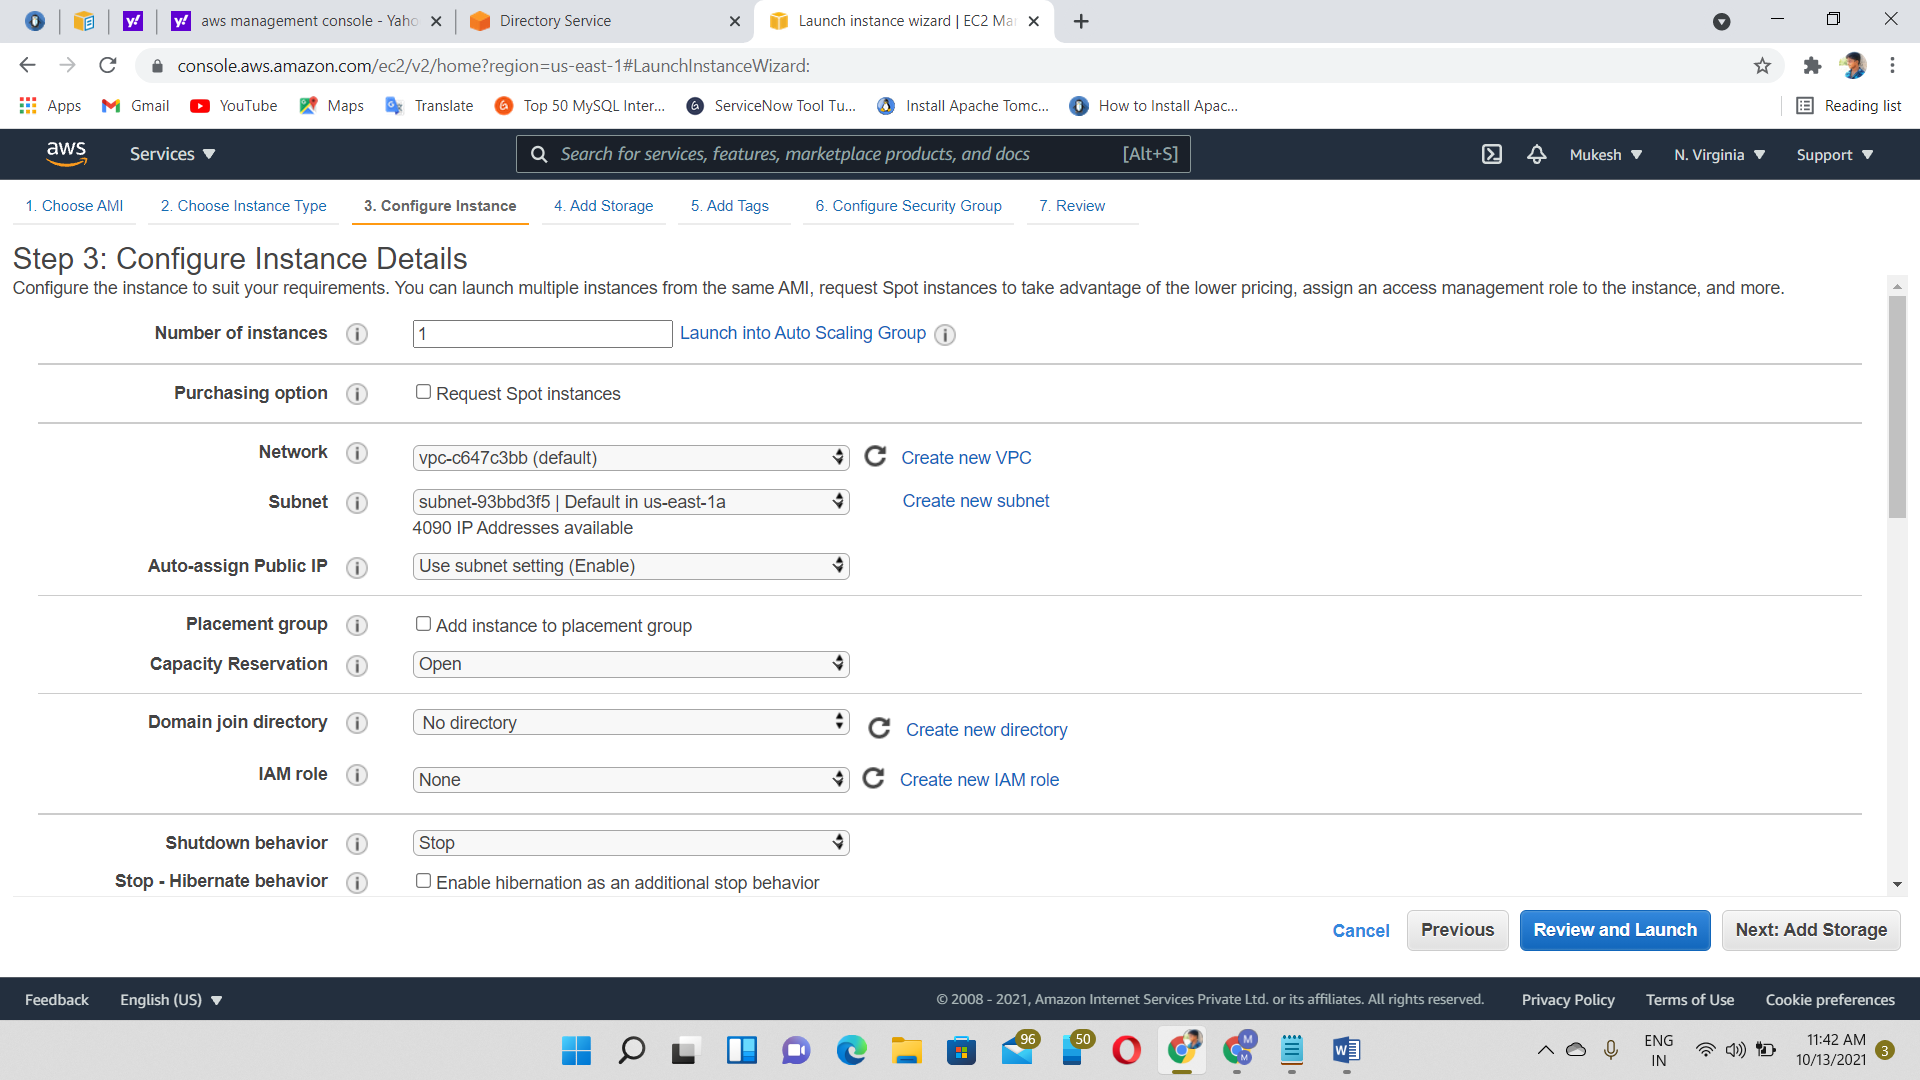 aws management console - Yaho
Directory Service
Launch instance wizard | EC2 Ma
console.aws.amazon.com/ec2/v2/home?region=us-east-1#LaunchInstanceWizard:
Apps Gmail YouTube Maps Translate Top 50 MySQL Inter... ServiceNow Tool Tu... Install Apache Tomc... How to Install Apac... Reading list
aws Services Search for services, features, marketplace products, and docs [Alt+S] Mukesh N. Virginia Support
1. Choose AMI 2. Choose Instance Type 3. Configure Instance 4. Add Storage 5. Add Tags 6. Configure Security Group 7. Review
Step 3: Configure Instance Details
Configure the instance to suit your requirements. You can launch multiple instances from the same AMI, request Spot instances to take advantage of the lower pricing, assign an access management role to the instance, and more.
Number of instances i 1 Launch into Auto Scaling Group i
Purchasing option i Request Spot instances
Network i vpc-c647c3bb (default) Create new VPC
Subnet i subnet-93bbd3f5 | Default in us-east-1a Create new subnet
4090 IP Addresses available
Auto-assign Public IP i Use subnet setting (Enable)
Placement group i Add instance to placement group
Capacity Reservation i Open
Domain join directory i No directory Create new directory
IAM role i None Create new IAM role
Shutdown behavior i Stop
Stop - Hibernate behavior i Enable hibernation as an additional stop behavior
Cancel Previous Review and Launch Next: Add Storage
Feedback English (US) © 2008 - 2021, Amazon Internet Services Private Ltd. or its affiliates. All rights reserved. Privacy Policy Terms of Use Cookie preferences
96 50 M M W ENG 11:42 AM
IN 10/13/2021 3